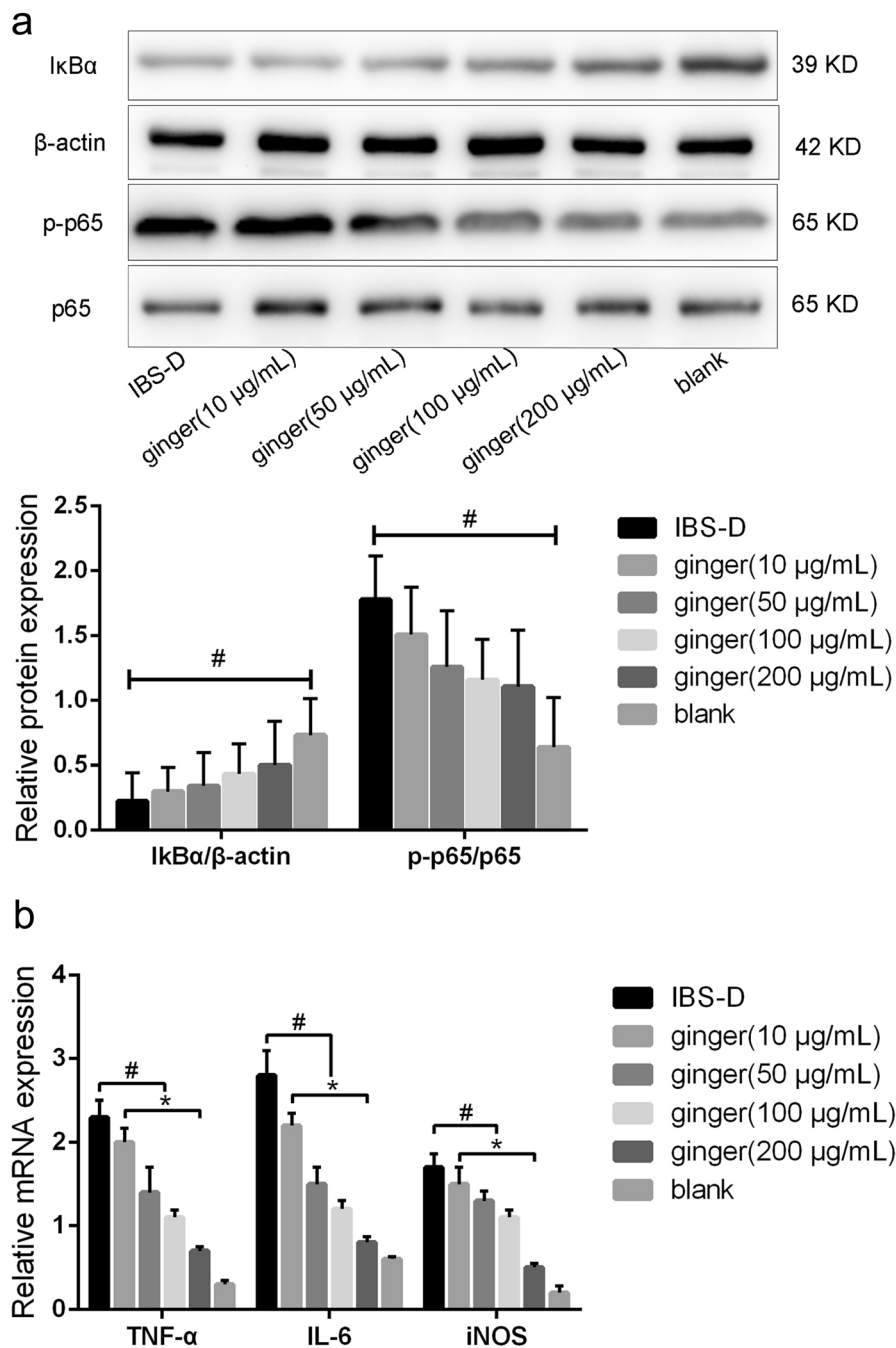 a
IκBα
39 KD
β-actin
42 KD
p-p65
65 KD
p65
65 KD
IBS-D
ginger(10 µg/mL)
ginger(50 µg/mL)
ginger(100 µg/mL)
ginger(200 µg/mL)
blank
Relative protein expression
2.5
2.0
1.5
1.0
0.5
0.0
#
#
IkBα/β-actin
p-p65/p65
IBS-D
ginger(10 µg/mL)
ginger(50 µg/mL)
ginger(100 µg/mL)
ginger(200 µg/mL)
blank
b
Relative mRNA expression
4
3
2
1
0
#
*
#
*
#
*
TNF-α
IL-6
iNOS
IBS-D
ginger(10 µg/mL)
ginger(50 µg/mL)
ginger(100 µg/mL)
ginger(200 µg/mL)
blank